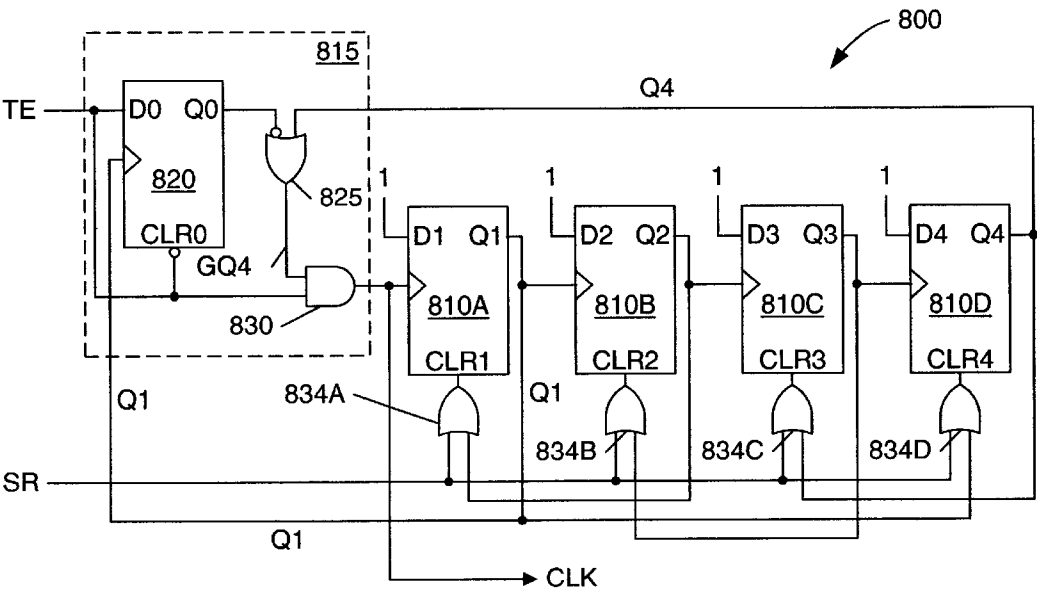 800
815
Q4
TE
D0 Q0
820
825
CLR0
GQ4
830
1
1
1
1
D1 Q1
D2 Q2
D3 Q3
D4 Q4
810A
810B
810C
810D
CLR1
CLR2
CLR3
CLR4
Q1
834A
Q1
834B
834C
834D
SR
Q1
CLK